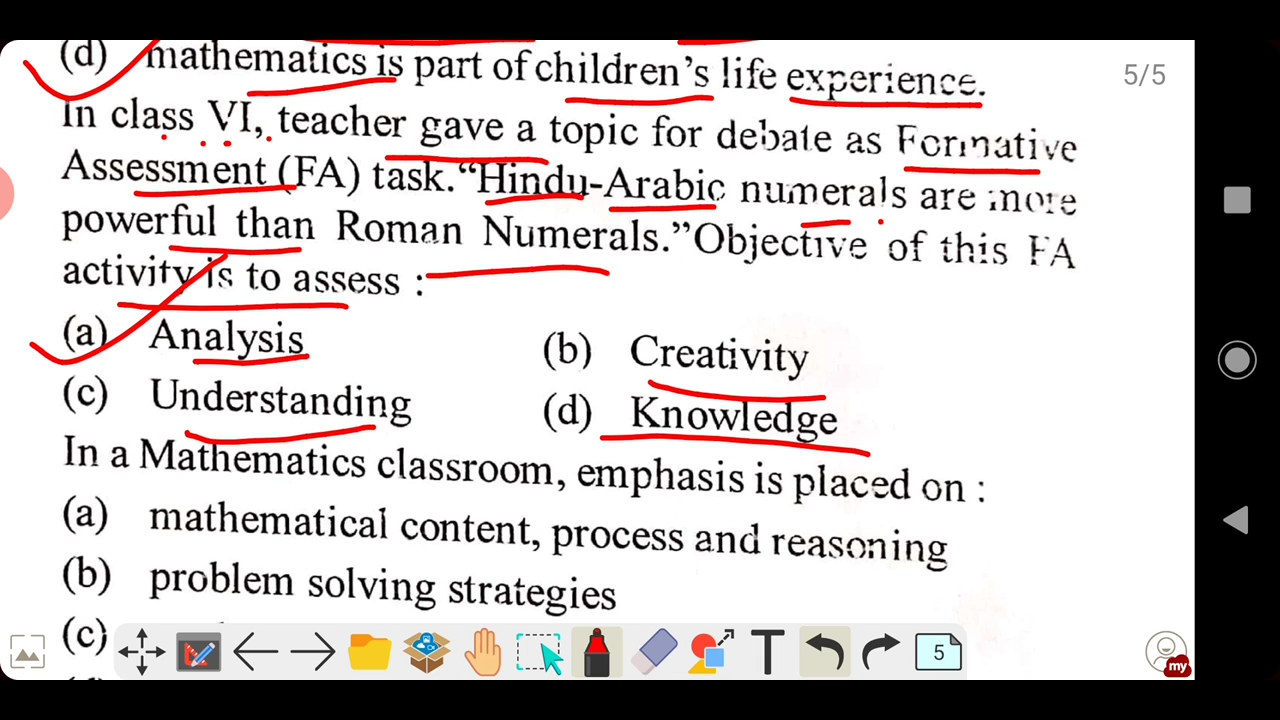 (d) mathematics is part of children's life experience.
5/5
In class VI, teacher gave a topic for debate as Formative
Assessment (FA) task."Hindu-Arabic numerals are more
powerful than Roman Numerals."Objective of this FA
activity is to assess :
(a) Analysis (b) Creativity
(c) Understanding (d) Knowledge
In a Mathematics classroom, emphasis is placed on :
(a) mathematical content, process and reasoning
(b) problem solving strategies
(c)
T
5
my